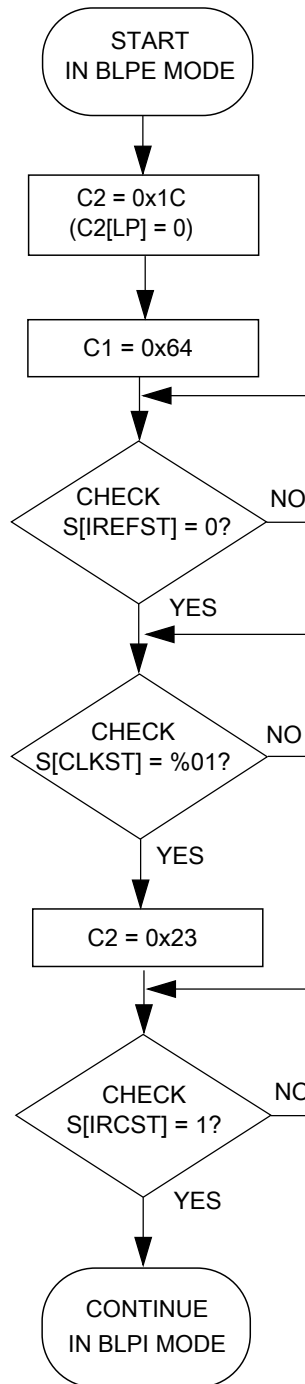 START
IN BLPE MODE
C2 = 0x1C
(C2[LP] = 0)
C1 = 0x64
CHECK
S[IREFST] = 0?
NO
YES
CHECK
S[CLKST] = %01?
NO
YES
C2 = 0x23
CHECK
S[IRCST] = 1?
NO
YES
CONTINUE
IN BLPI MODE